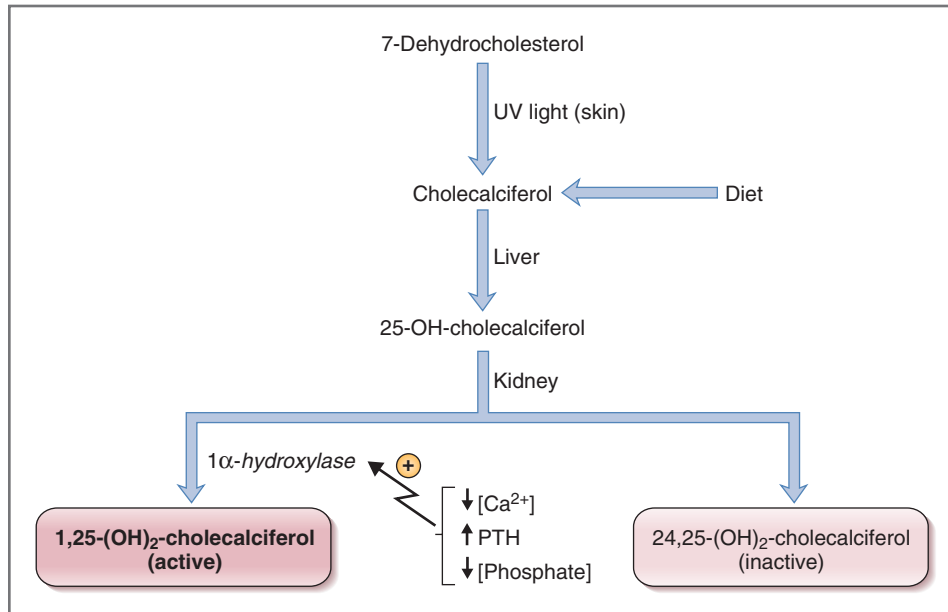 7-Dehydrocholesterol
UV light (skin)
Cholecalciferol
Diet
Liver
25-OH-cholecalciferol
Kidney
1α-hydroxylase
+
↓ [Ca²⁺]
↑ PTH
↓ [Phosphate]
1,25-(OH)₂-cholecalciferol
(active)
24,25-(OH)₂-cholecalciferol
(inactive)